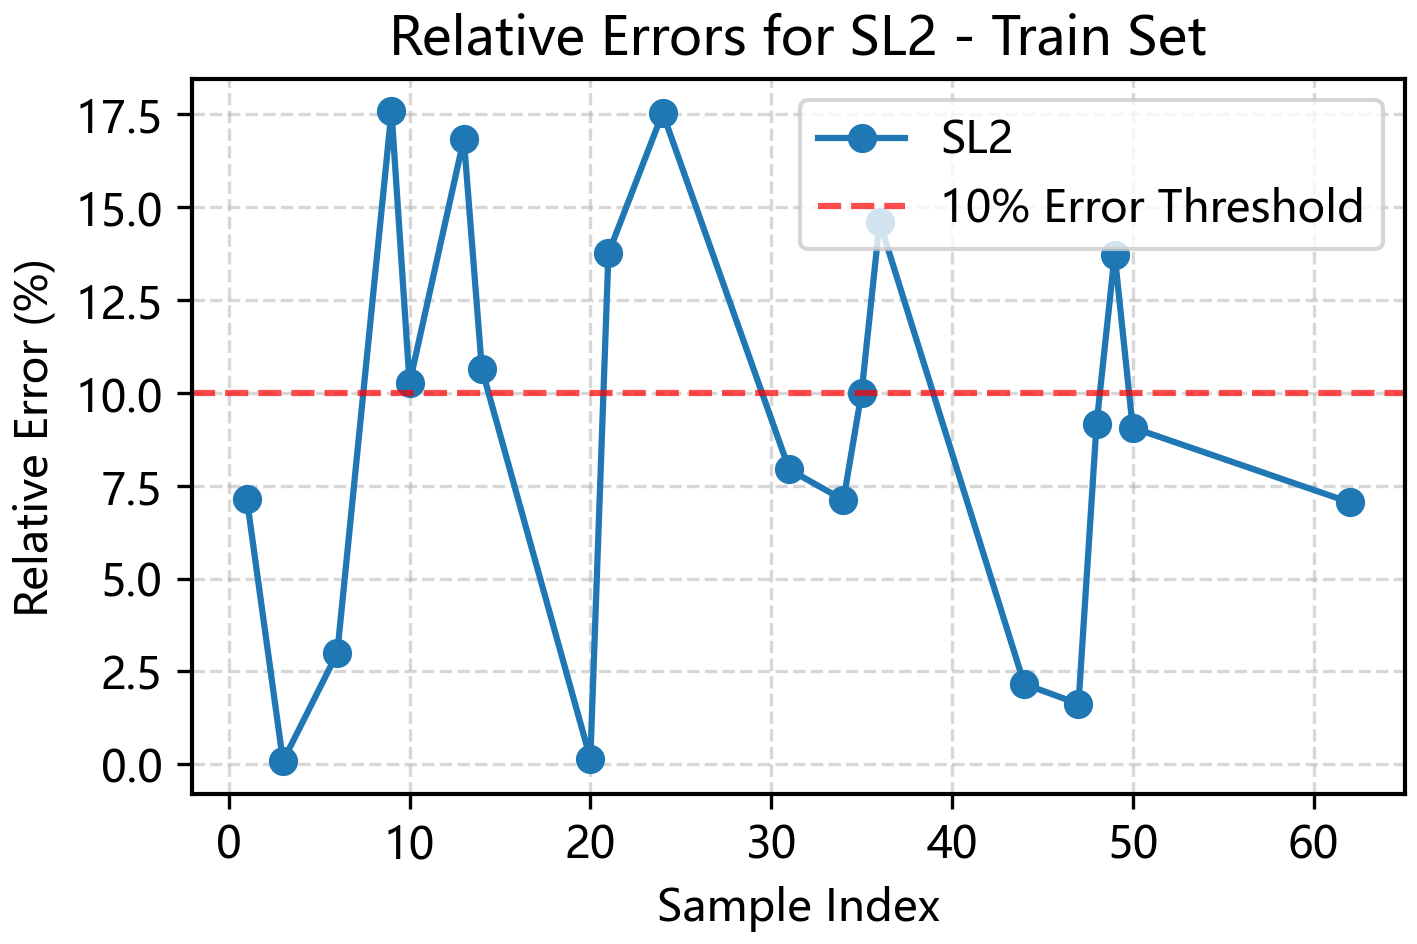 Relative Errors for SL2 - Train Set
SL2
10% Error Threshold
Relative Error (%)
17.5
15.0
12.5
10.0
7.5
5.0
2.5
0.0
0 10 20 30 40 50 60
Sample Index